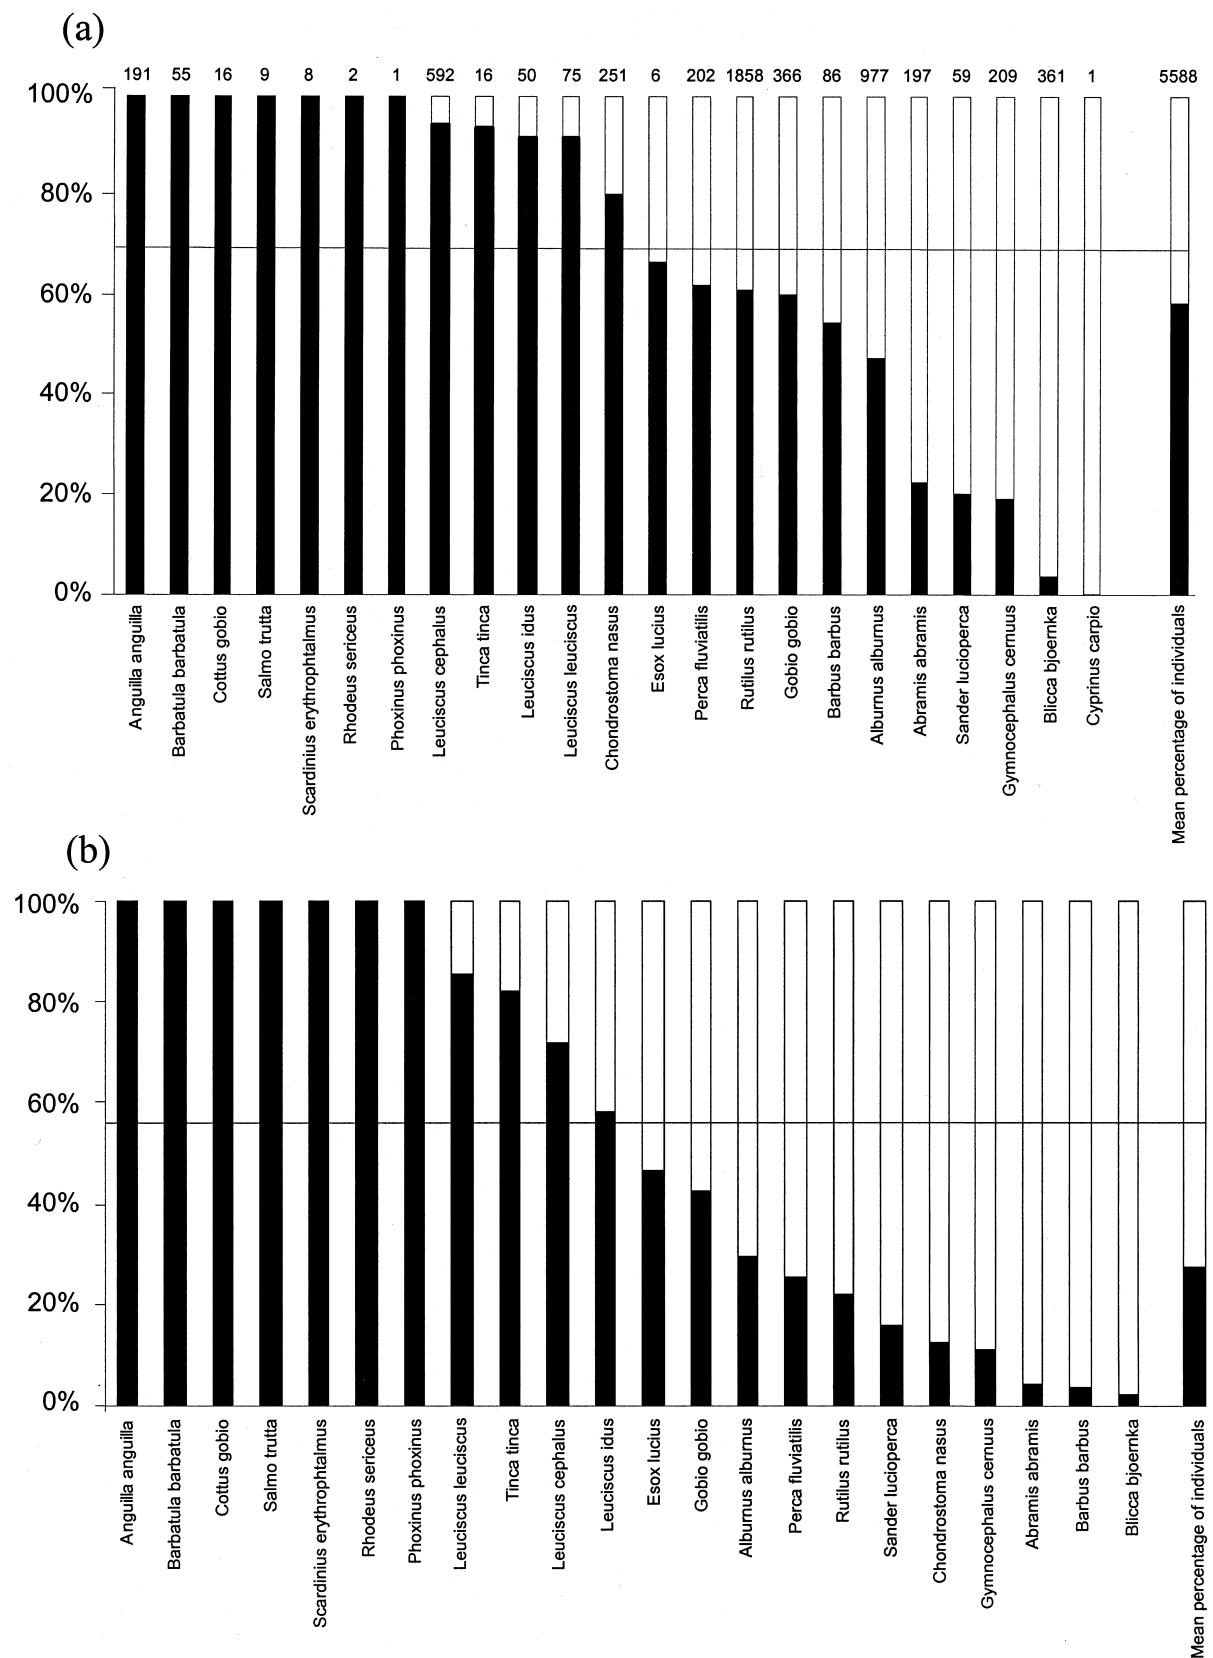 (a)
191 55 16 9 8 2 1 592 16 50 75 251 6 202 1858 366 86 977 197 59 209 361 1 5588
100%
80%
60%
40%
20%
0%
Anguilla anguilla
Barbatula barbatula
Cottus gobio
Salmo trutta
Scardinius erythrophtalmus
Rhodeus sericeus
Phoxinus phoxinus
Leuciscus cephalus
Tinca tinca
Leuciscus idus
Leuciscus leuciscus
Chondrostoma nasus
Esox lucius
Perca fluviatilis
Rutilus rutilus
Gobio gobio
Barbus barbus
Alburnus alburnus
Abramis abramis
Sander lucioperca
Gymnocephalus cernuus
Blicca bjoernka
Cyprinus carpio
Mean percentage of individuals
(b)
100%
80%
60%
40%
20%
0%
Anguilla anguilla
Barbatula barbatula
Cottus gobio
Salmo trutta
Scardinius erythrophtalmus
Rhodeus sericeus
Phoxinus phoxinus
Leuciscus leuciscus
Tinca tinca
Leuciscus cephalus
Leuciscus idus
Esox lucius
Gobio gobio
Alburnus alburnus
Perca fluviatilis
Rutilus rutilus
Sander lucioperca
Chondrostoma nasus
Gymnocephalus cernuus
Abramis abramis
Barbus barbus
Blicca bjoernka
Mean percentage of individuals